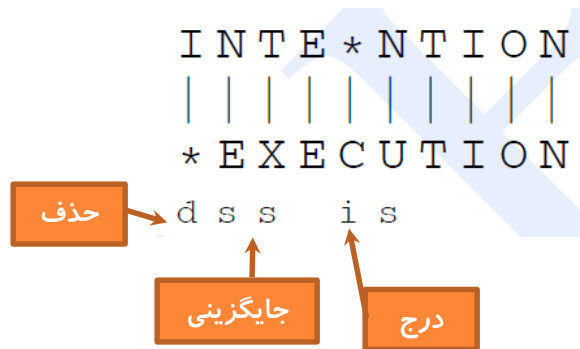 I N T E * N T I O N
| | | | | | | | | |
* E X E C U T I O N
d s s i s
حذف
جایگزینی
درج